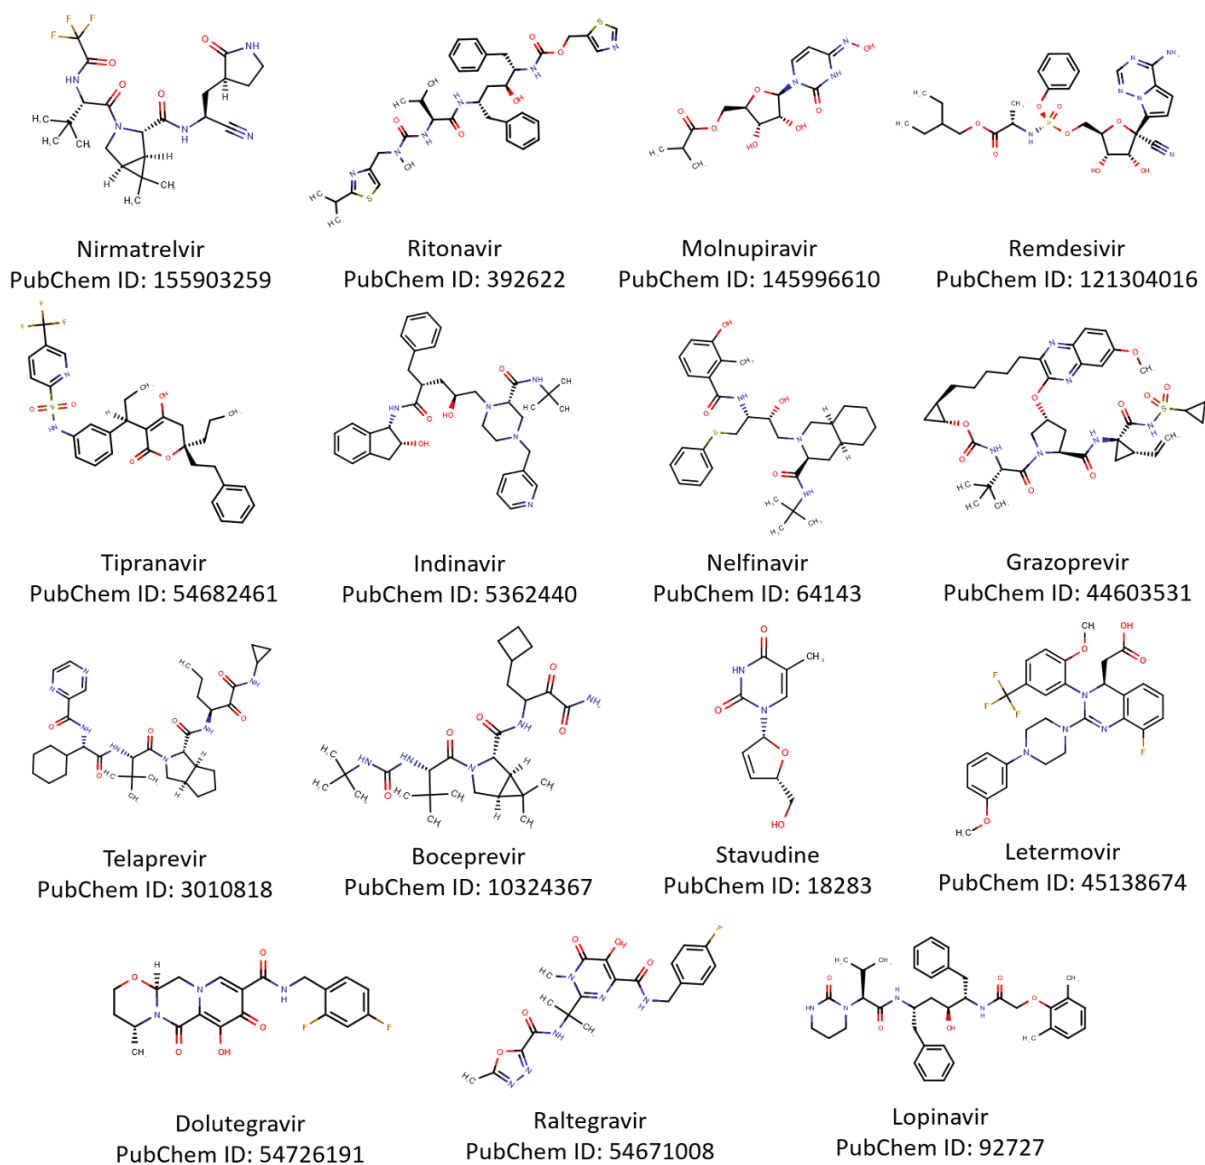 Nirmatrelvir
PubChem ID: 155903259
Ritonavir
PubChem ID: 392622
Molnupiravir
PubChem ID: 145996610
Remdesivir
PubChem ID: 121304016
Tipranavir
PubChem ID: 54682461
Indinavir
PubChem ID: 5362440
Nelfinavir
PubChem ID: 64143
Grazoprevir
PubChem ID: 44603531
Telaprevir
PubChem ID: 3010818
Boceprevir
PubChem ID: 10324367
Stavudine
PubChem ID: 18283
Letermovir
PubChem ID: 45138674
Dolutegravir
PubChem ID: 54726191
Raltegravir
PubChem ID: 54671008
Lopinavir
PubChem ID: 92727